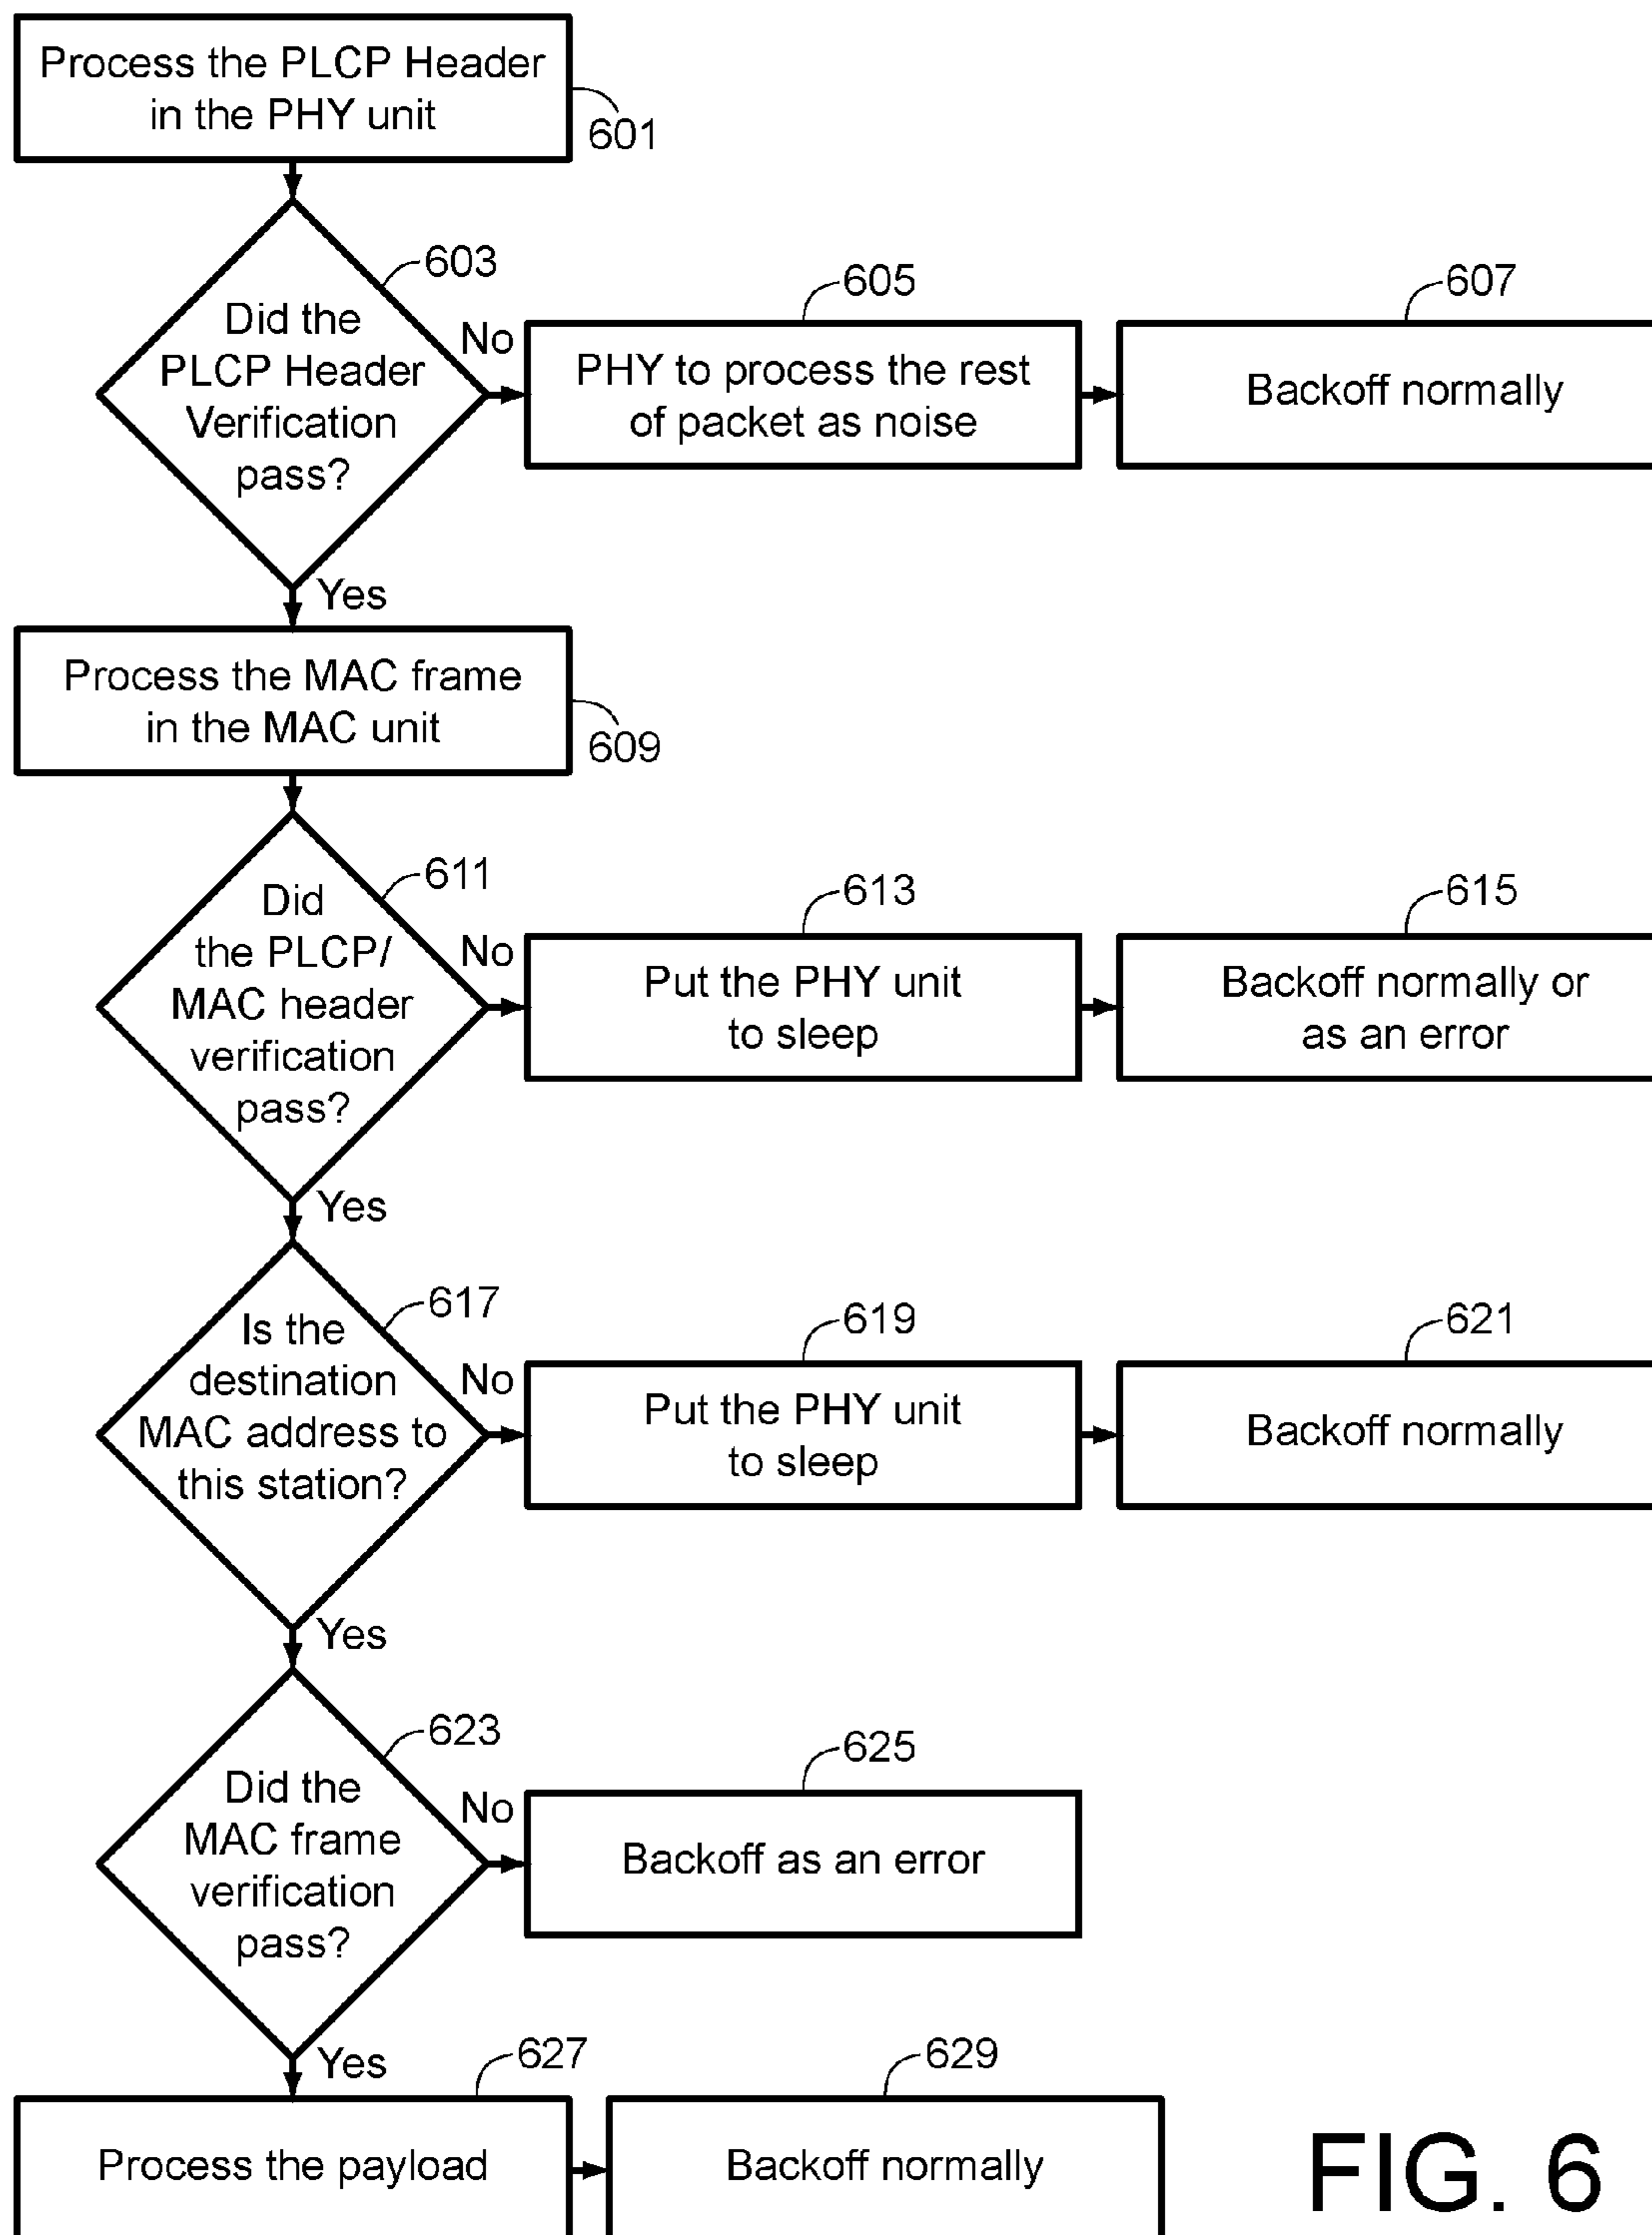 Process the PLCP Header
in the PHY unit
601
603
Did the
PLCP Header
Verification
pass?
No
605
PHY to process the rest
of packet as noise
607
Backoff normally
Yes
Process the MAC frame
in the MAC unit
609
611
Did
the PLCP/
MAC header
verification
pass?
No
613
Put the PHY unit
to sleep
615
Backoff normally or
as an error
Yes
617
Is the
destination
MAC address to
this station?
No
619
Put the PHY unit
to sleep
621
Backoff normally
Yes
623
Did the
MAC frame
verification
pass?
No
625
Backoff as an error
Yes
627
Process the payload
629
Backoff normally
FIG. 6